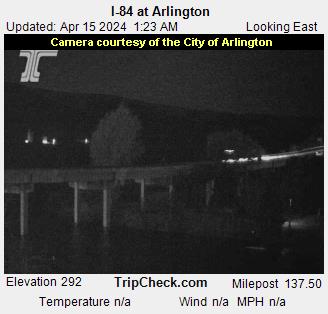 I-84 at Arlington
Updated: Apr 15 2024 1:23 AM Looking East
Camera courtesy of the City of Arlington
Elevation 292 TripCheck.com Milepost 137.50
Temperature n/a Wind n/a MPH n/a